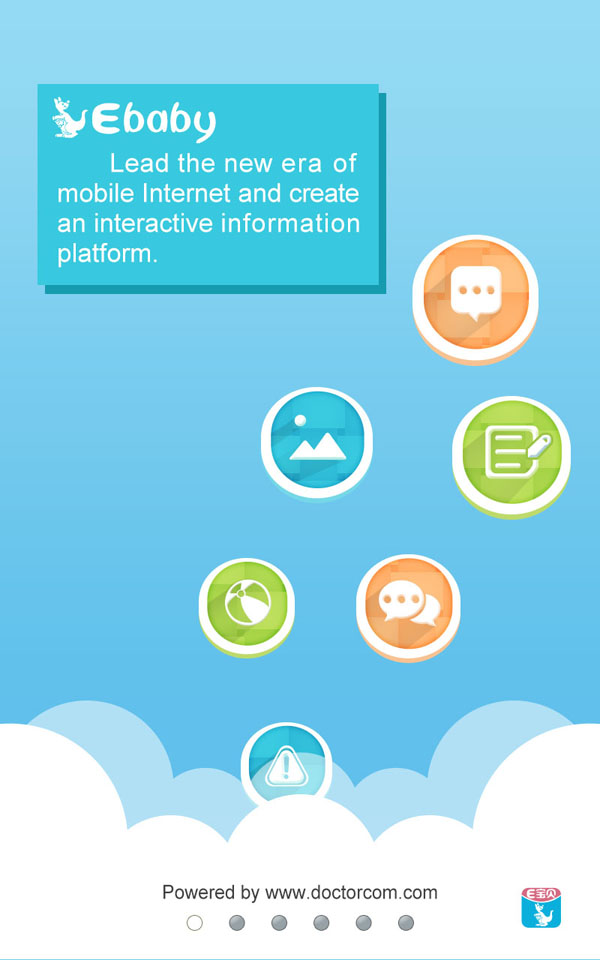 Ebaby
Lead the new era of
mobile Internet and create
an interactive information
platform.
Powered by www.doctorcom.com
E宝贝